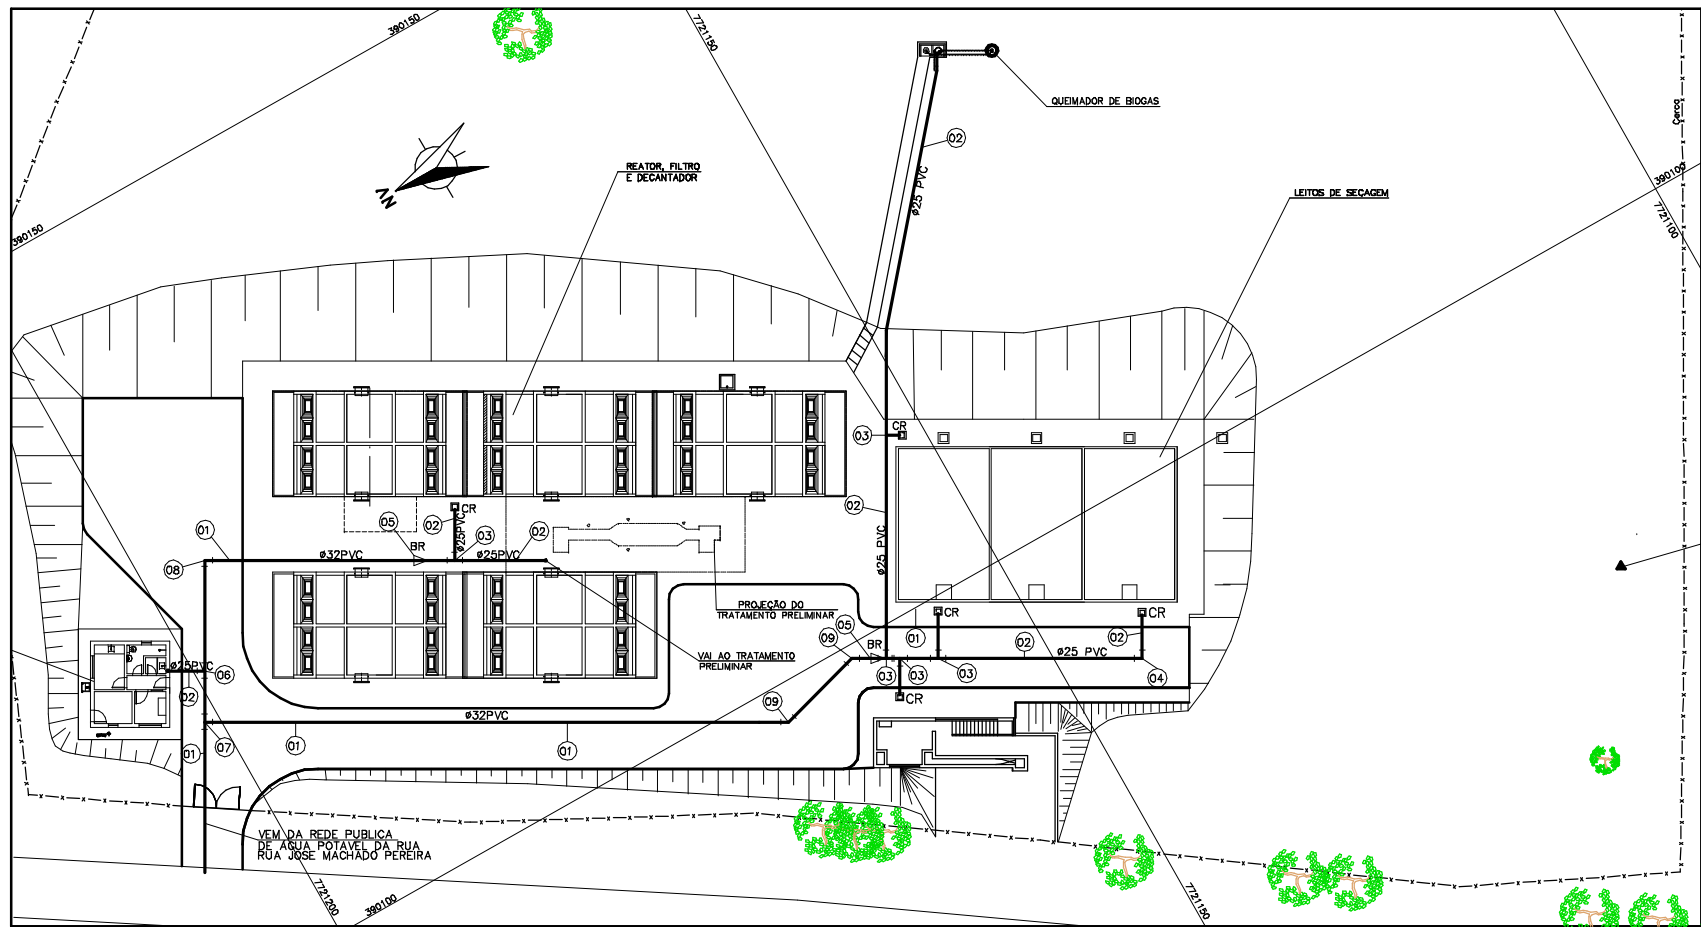 390150
7721150
QUEIMADOR DE BIOGAS
Cerca
02
REATOR, FILTRO
E DECANTADOR
NV
Ø25 PVC
LEITOS DE SECAGEM
390100
7721100
390150
CR
03
CR
02
05
02
03
02
01
BR
Ø25PVC
Ø32PVC
Ø25PVC
08
Ø25 PVC
PROJEÇÃO DO
TRATAMENTO PRELIMINAR
CR
CR
05
09
BR
01
02
02
VAI AO TRATAMENTO
PRELIMINAR
Ø25 PVC
Ø25PVC
06
02
03
03
03
04
CR
09
Ø32PVC
07
01
01
01
VEM DA REDE PUBLICA
DE AGUA POTAVEL DA RUA
RUA JOSE MACHADO PEREIRA
7721200
390100
7721150